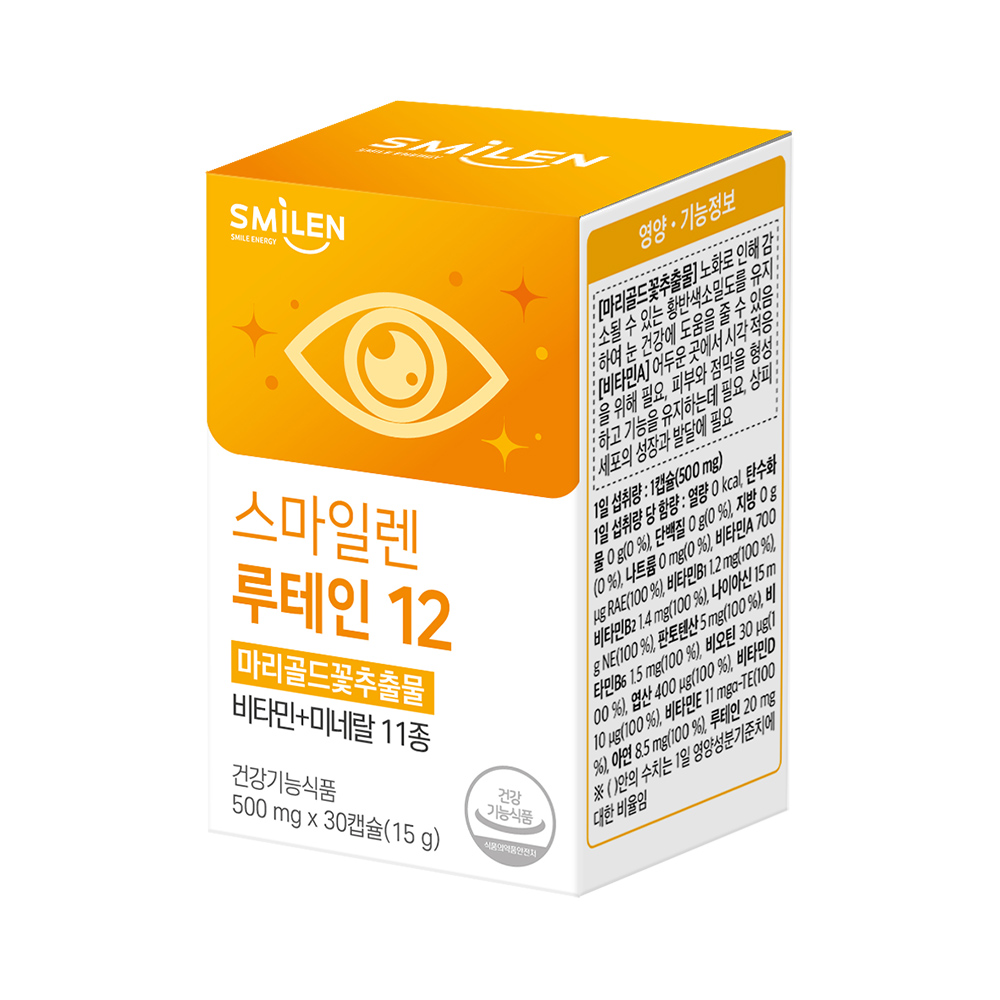 SMiLEN
SMILE ENERGY
SMiLEN
SMILE ENERGY
스마일렌
루테인 12
마리골드꽃추출물
비타민+미네랄 11종
건강기능식품
500 mg x 30캡슐(15 g)
건강
기능식품
식품의약품안전처
영양·기능정보
[마리골드꽃추출물] 노화로 인해 감
소될 수 있는 황반색소밀도를 유지
하여 눈 건강에 도움을 줄 수 있음
[비타민A] 어두운 곳에서 시각 적응
을 위해 필요, 피부와 점막을 형성
하고 기능을 유지하는데 필요, 상피
세포의 성장과 발달에 필요
1일 섭취량 : 1캡슐(500 mg)
1일 섭취량 당 함량 : 열량 0 kcal, 탄수화
물 0 g(0 %), 단백질 0 g(0 %), 지방 0 g
(0 %), 나트륨 0 mg(0 %), 비타민A 700
μg RAE(100 %), 비타민B1 1.2 mg(100 %),
비타민B2 1.4 mg(100 %), 나이아신 15 m
g NE(100 %), 판토텐산 5 mg(100 %), 비
타민B6 1.5 mg(100 %), 비오틴 30 μg(1
00 %), 엽산 400 μg(100 %), 비타민D
10 μg(100 %), 비타민E 11 mgα-TE(100
%), 아연 8.5 mg(100 %), 루테인 20 mg
※ ( )안의 수치는 1일 영양성분기준치에
대한 비율임